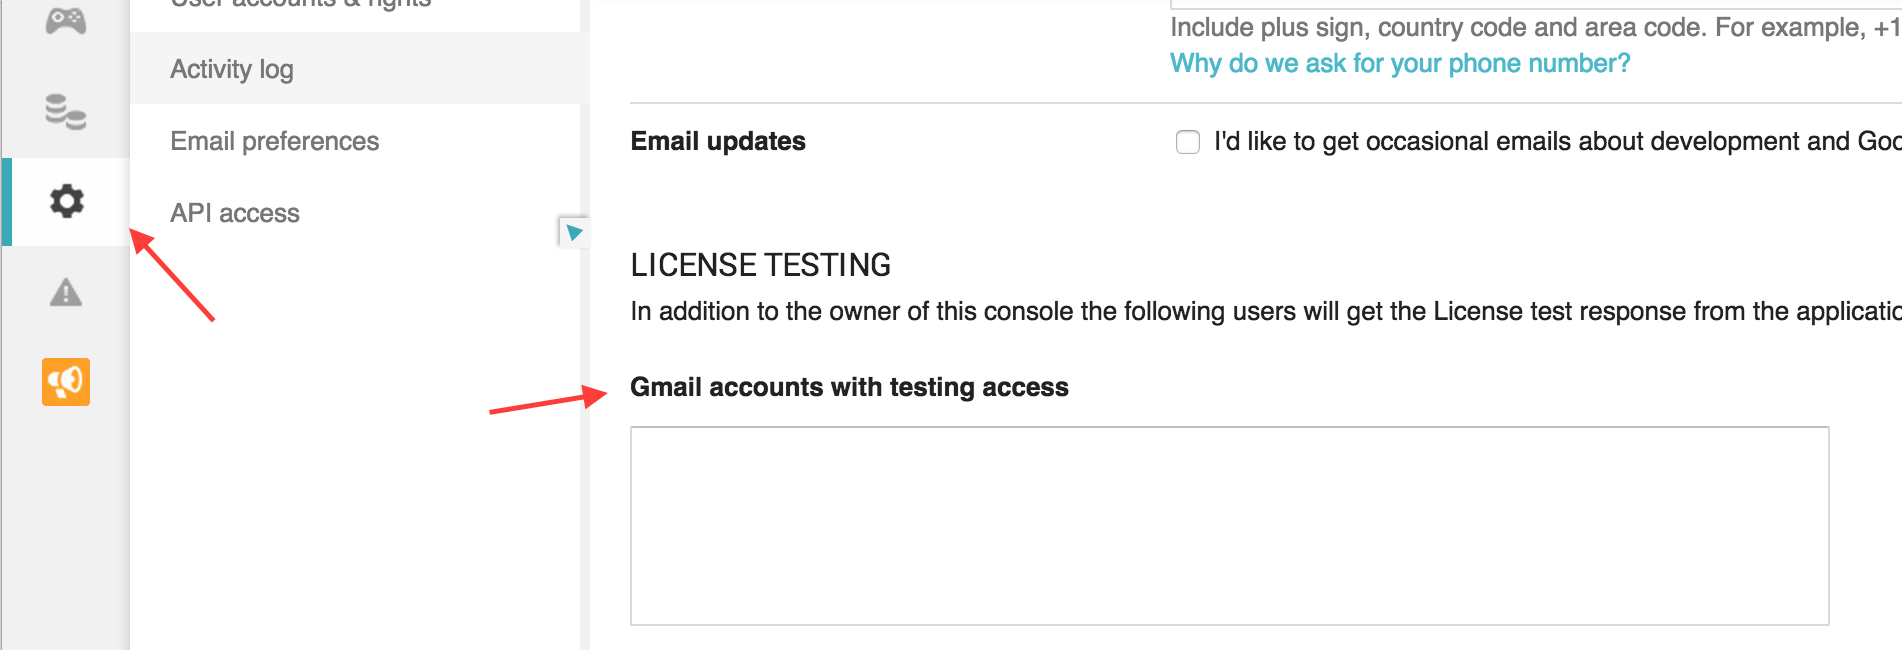 User accounts & rights
Activity log
Email preferences
API access
Include plus sign, country code and area code. For example, +1
Why do we ask for your phone number?
Email updates
I'd like to get occasional emails about development and Goo
LICENSE TESTING
In addition to the owner of this console the following users will get the License test response from the applicatio
Gmail accounts with testing access